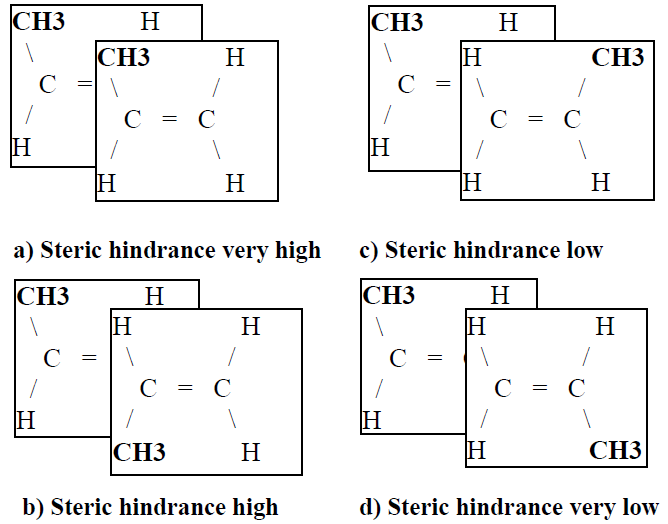 CH3 H
\
C =
/
H
CH3 H
\ /
C = C
/ \
H H
a) Steric hindrance very high
CH3 H
\
C =
/
H
H CH3
\ /
C = C
/ \
H H
c) Steric hindrance low
CH3 H
\
C =
/
H
H H
\ /
C = C
/ \
CH3 H
b) Steric hindrance high
CH3 H
\
C =
/
H
H H
\ /
C = C
/ \
H CH3
d) Steric hindrance very low